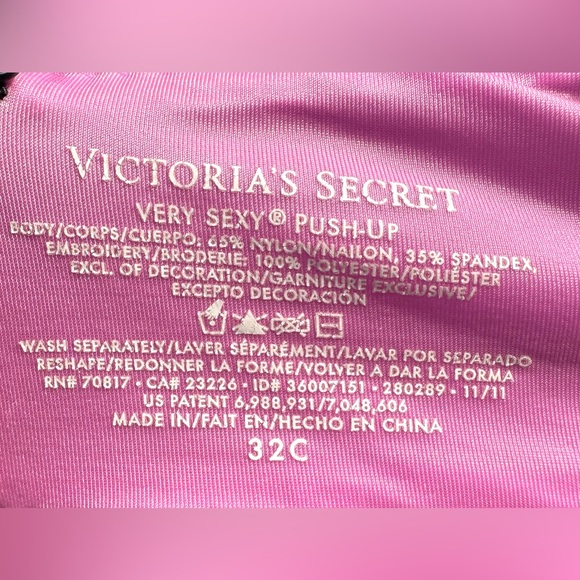 VICTORIA'S SECRET
VERY SEXY® PUSH-UP
BODY/CORPS/CUERPO, 65% NYLON/NAILON, 35% SPANDEX,
EMBROIDERY/BRODERIE: 100% POLYESTER/POLIÉSTER
EXCL. OF DECORATION/GARNITURE EXCLUSIVE/
EXCEPTO DECORACIÓN
WASH SEPARATELY/LAVER SÉPARÉMENT/LAVAR POR SEPARADO
RESHAPE/REDONNER LA FORME/VOLVER A DAR LA FORMA
RN# 70817 • CA# 23226 • ID# 36007151 • 280289 • 11/11
US PATENT 6,988,931/7,048,606
MADE IN/FAIT EN/HECHO EN CHINA
32C